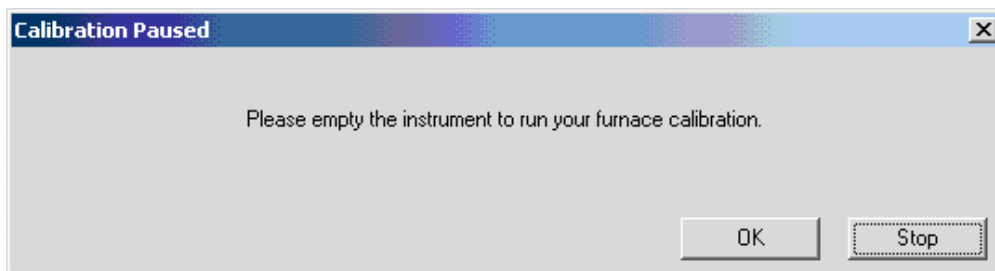 Calibration Paused
Please empty the instrument to run your furnace calibration.
OK Stop